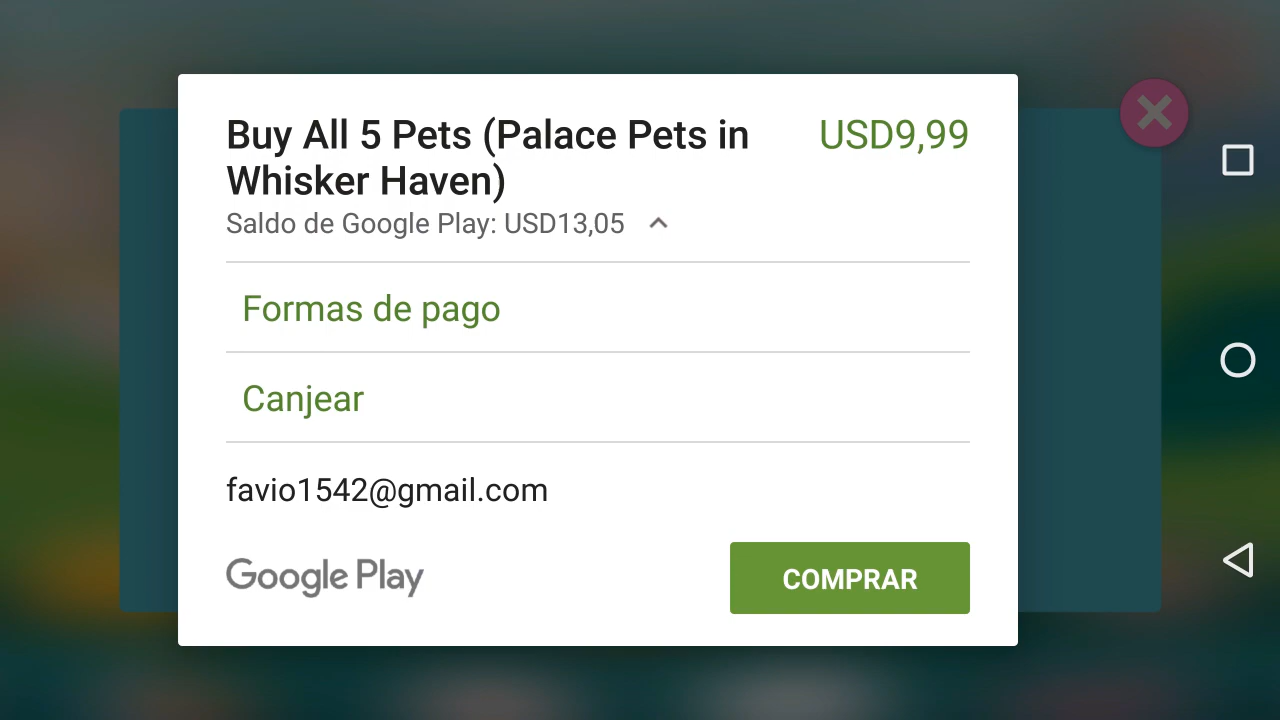 Buy All 5 Pets (Palace Pets in USD9,99
Whisker Haven)
Saldo de Google Play: USD13,05
Formas de pago
Canjear
favio1542@gmail.com
Google Play COMPRAR